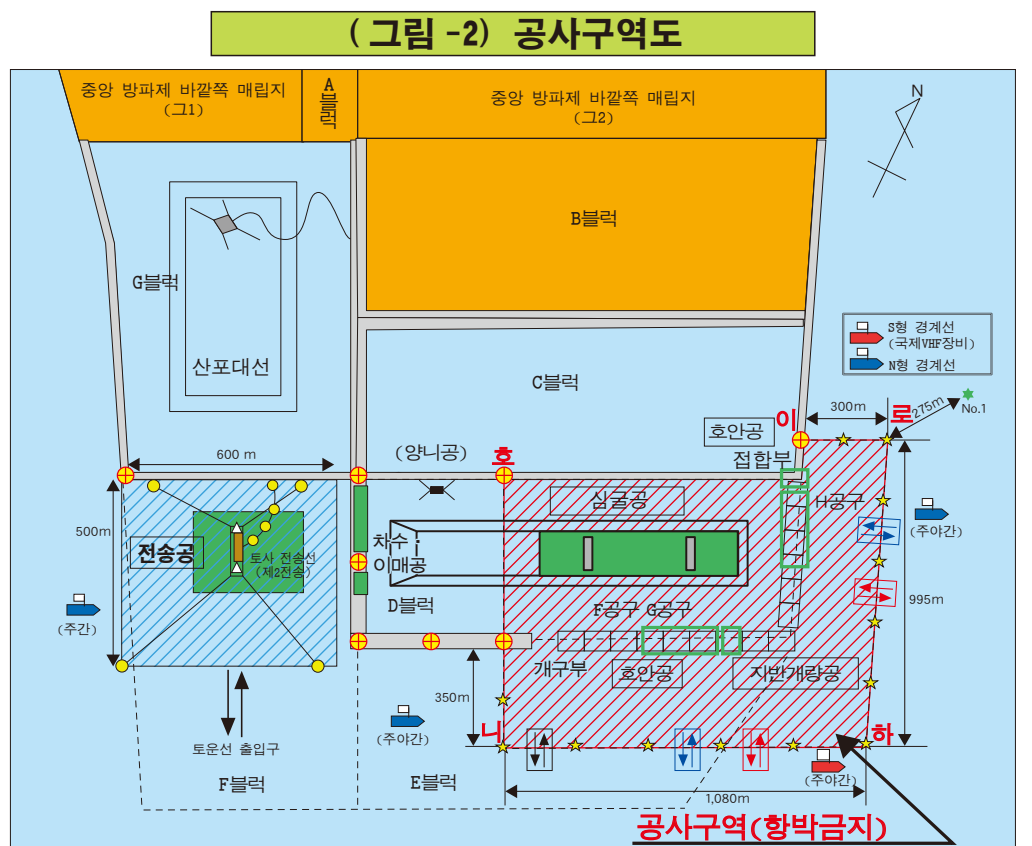 (그림 -2) 공사구역도
중앙 방파제 바깥쪽 매립지
(그1)
A
블럭
중앙 방파제 바깥쪽 매립지
(그2)
N
B블럭
G블럭
산포대선
C블럭
S형 경계선
(국제VHF장비)
N형 경계선
No.1
275m
300m
로
이
호안공
접합부
600 m
(양니공)
호
심굴공
H공구
500m
전송공
토사 전송선
(제2전송)
차수
이매공
D블럭
F공구 G공구
(주야간)
995m
(주간)
개구부
호안공
지반개량공
350m
니
하
(주야간)
토운선 출입구
F블럭
E블럭
(주야간)
1,080m
공사구역(항박금지)